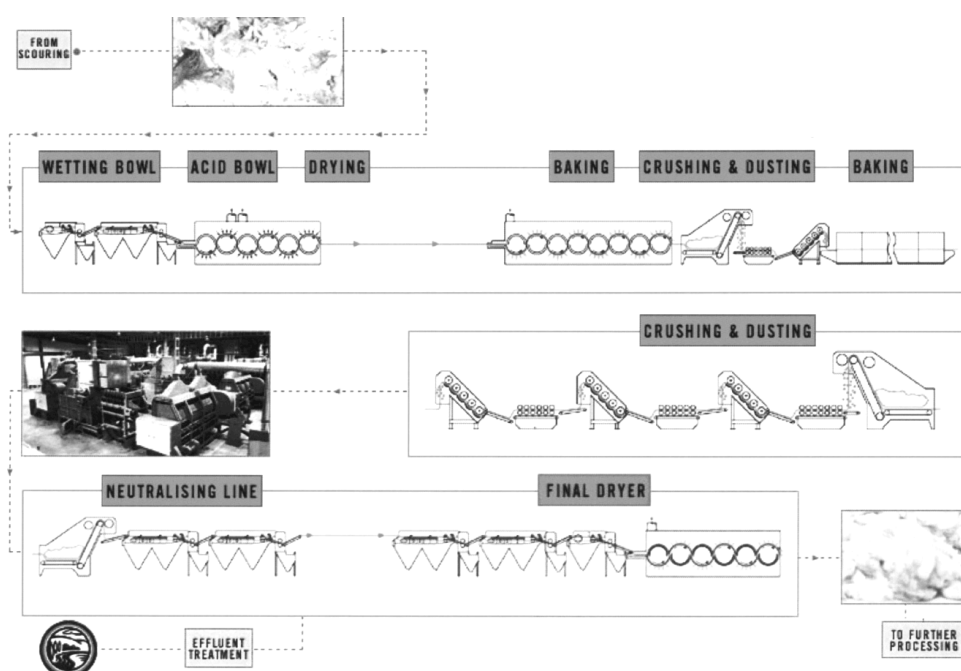 FROM
SCOURING
WETTING BOWL
ACID BOWL
DRYING
BAKING
CRUSHING & DUSTING
BAKING
CRUSHING & DUSTING
NEUTRALISING LINE
FINAL DRYER
EFFLUENT
TREATMENT
TO FURTHER
PROCESSING